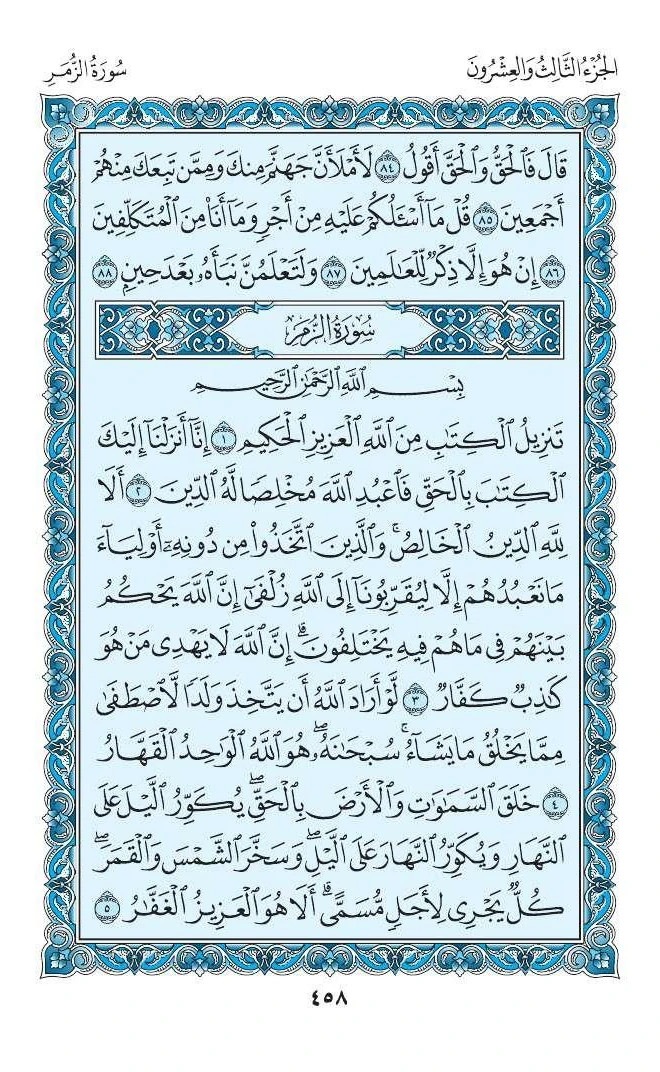 الجُزْءُ الثَّالِثُ وَالعِشْرُونَ
سُورَةُ الزُّمَرِ
قَالَ فَٱلْحَقُّ وَٱلْحَقَّ أَقُولُ ٨٤ لَأَمْلَأَنَّ جَهَنَّمَ مِنكَ وَمِمَّن تَبِعَكَ مِنْهُمْ
أَجْمَعِينَ ٨٥ قُلْ مَآ أَسْـَٔلُكُمْ عَلَيْهِ مِنْ أَجْرٍ وَمَآ أَنَا۠ مِنَ ٱلْمُتَكَلِّفِينَ
٨٦ إِنْ هُوَ إِلَّا ذِكْرٌ لِّلْعَـٰلَمِينَ ٨٧ وَلَتَعْلَمُنَّ نَبَأَهُۥ بَعْدَ حِينٍۭ ٨٨
سُورَةُ الزُّمَرِ
بِسْمِ ٱللَّهِ ٱلرَّحْمَـٰنِ ٱلرَّحِيمِ
تَنزِيلُ ٱلْكِتَـٰبِ مِنَ ٱللَّهِ ٱلْعَزِيزِ ٱلْحَكِيمِ ١ إِنَّآ أَنزَلْنَآ إِلَيْكَ
ٱلْكِتَـٰبَ بِٱلْحَقِّ فَٱعْبُدِ ٱللَّهَ مُخْلِصًا لَّهُ ٱلدِّينَ ٢ أَلَا
لِلَّهِ ٱلدِّينُ ٱلْخَالِصُ ۚ وَٱلَّذِينَ ٱتَّخَذُوا۟ مِن دُونِهِۦٓ أَوْلِيَآءَ
مَا نَعْبُدُهُمْ إِلَّا لِيُقَرِّبُونَآ إِلَى ٱللَّهِ زُلْفَىٰٓ إِنَّ ٱللَّهَ يَحْكُمُ
بَيْنَهُمْ فِى مَا هُمْ فِيهِ يَخْتَلِفُونَ ۗ إِنَّ ٱللَّهَ لَا يَهْدِى مَنْ هُوَ
كَـٰذِبٌ كَفَّارٌ ٣ لَّوْ أَرَادَ ٱللَّهُ أَن يَتَّخِذَ وَلَدًا لَّٱصْطَفَىٰ
مِمَّا يَخْلُقُ مَا يَشَآءُ ۚ سُبْحَـٰنَهُۥ ۖ هُوَ ٱللَّهُ ٱلْوَٰحِدُ ٱلْقَهَّارُ
٤ خَلَقَ ٱلسَّمَـٰوَٰتِ وَٱلْأَرْضَ بِٱلْحَقِّ ۖ يُكَوِّرُ ٱلَّيْلَ عَلَى
ٱلنَّهَارِ وَيُكَوِّرُ ٱلنَّهَارَ عَلَى ٱلَّيْلِ ۖ وَسَخَّرَ ٱلشَّمْسَ وَٱلْقَمَرَ ۖ
كُلٌّ يَجْرِى لِأَجَلٍ مُّسَمًّى ۗ أَلَا هُوَ ٱلْعَزِيزُ ٱلْغَفَّـٰرُ ٥
٤٥٨